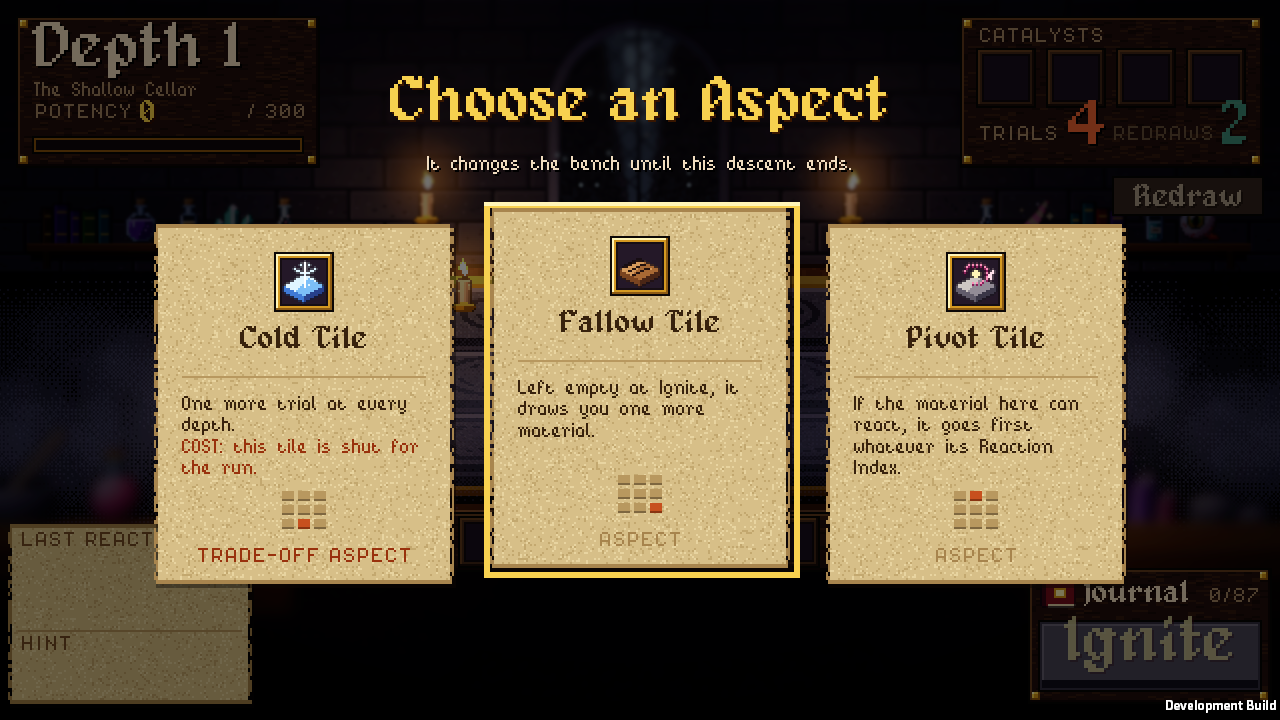 Depth 1
The Shallow Cellar
POTENCY 0 / 300
CATALYSTS
TRIALS 4 REDRAWS 2
Redraw
Choose an Aspect
It changes the bench until this descent ends.
Cold Tile
One more trial at every
depth.
COST: this tile is shut for
the run.
TRADE-OFF ASPECT
Fallow Tile
Left empty at Ignite, it
draws you one more
material.
ASPECT
Pivot Tile
If the material here can
react, it goes first
whatever its Reaction
Index.
ASPECT
LAST REACT
HINT
Journal 0/87
Ignite
Development Build